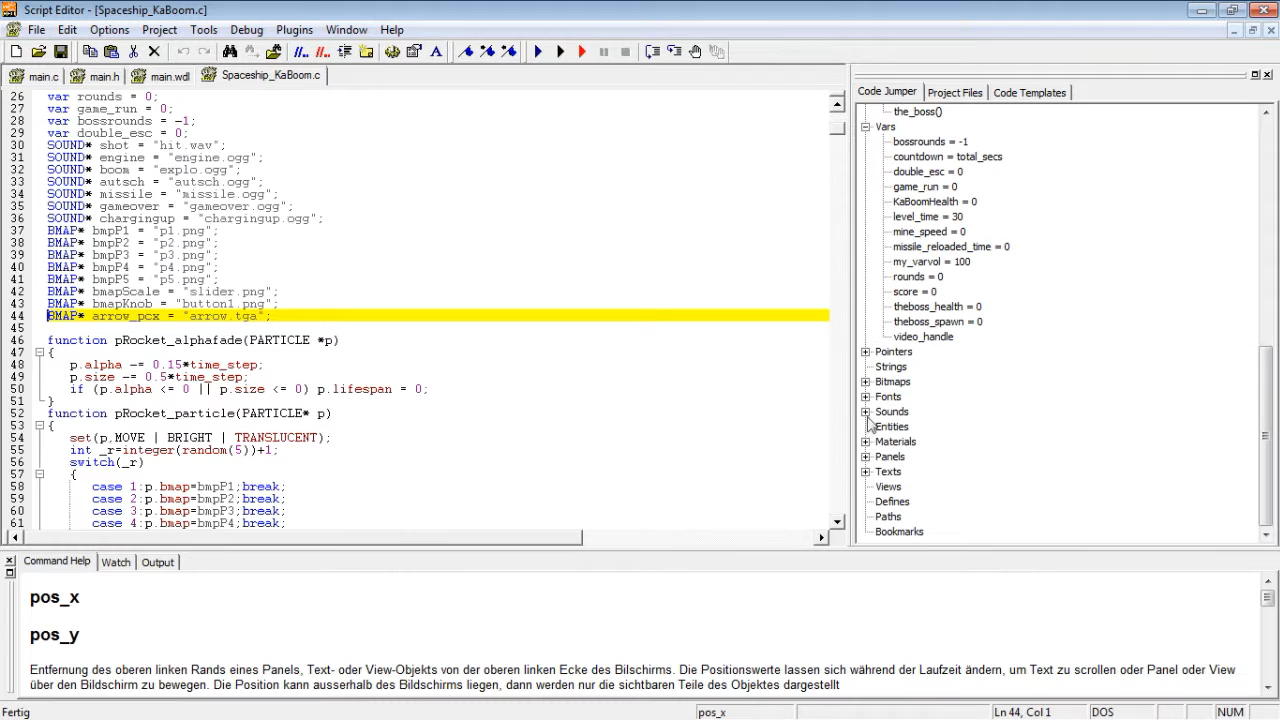 Script Editor - [Spaceship_KaBoom.c]
File Edit Options Project Tools Debug Plugins Window Help
main.c main.h main.wdl Spaceship_KaBoom.c
26 var rounds = 0;
27 var game_run = 0;
28 var bossrounds = -1;
29 var double_esc = 0;
30 SOUND* shot = "hit.wav";
31 SOUND* engine = "engine.ogg";
32 SOUND* boom = "explo.ogg";
33 SOUND* autsch = "autsch.ogg";
34 SOUND* missile = "missile.ogg";
35 SOUND* gameover = "gameover.ogg";
36 SOUND* chargingup = "chargingup.ogg";
37 BMAP* bmpP1 = "p1.png";
38 BMAP* bmpP2 = "p2.png";
39 BMAP* bmpP3 = "p3.png";
40 BMAP* bmpP4 = "p4.png";
41 BMAP* bmpP5 = "p5.png";
42 BMAP* bmapScale = "slider.png";
43 BMAP* bmapKnob = "button1.png";
44 BMAP* arrow_pcx = "arrow.tga";
45
46 function pRocket_alphafade(PARTICLE *p)
47 {
48 p.alpha -= 0.15*time_step;
49 p.size -= 0.5*time_step;
50 if (p.alpha <= 0 || p.size <= 0) p.lifespan = 0;
51 }
52 function pRocket_particle(PARTICLE* p)
53 {
54 set(p,MOVE | BRIGHT | TRANSLUCENT);
55 int _r=integer(random(5))+1;
56 switch(_r)
57 {
58 case 1:p.bmap=bmpP1;break;
59 case 2:p.bmap=bmpP2;break;
60 case 3:p.bmap=bmpP3;break;
61 case 4:p.bmap=bmpP4;break;
Code Jumper Project Files Code Templates
the_boss()
Vars
bossrounds = -1
countdown = total_secs
double_esc = 0
game_run = 0
KaBoomHealth = 0
level_time = 30
mine_speed = 0
missile_reloaded_time = 0
my_varvol = 100
rounds = 0
score = 0
theboss_health = 0
theboss_spawn = 0
video_handle
Pointers
Strings
Bitmaps
Fonts
Sounds
Entities
Materials
Panels
Texts
Views
Defines
Paths
Bookmarks
Command Help Watch Output
pos_x
pos_y
Entfernung des oberen linken Rands eines Panels, Text- oder View-Objekts von der oberen linken Ecke des Bilschirms. Die Positionswerte lassen sich während der Laufzeit ändern, um Text zu scrollen oder Panel oder View
über den Bildschirm zu bewegen. Die Position kann ausserhalb des Bildschirms liegen, dann werden nur die sichtbaren Teile des Objektes dargestellt
Fertig pos_x Ln 44, Col 1 DOS NUM